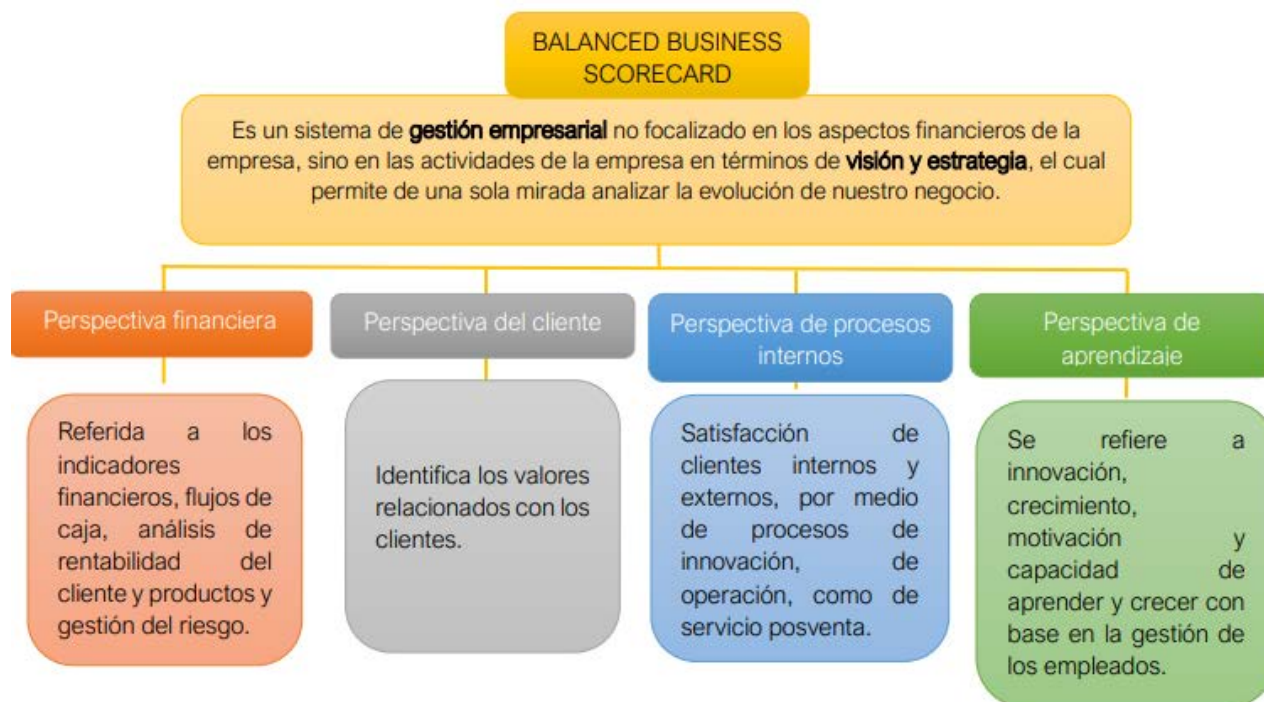 BALANCED BUSINESS
SCORECARD
Es un sistema de gestión empresarial no focalizado en los aspectos financieros de la
empresa, sino en las actividades de la empresa en términos de visión y estrategia, el cual
permite de una sola mirada analizar la evolución de nuestro negocio.
Perspectiva financiera
Referida a los
indicadores
financieros, flujos de
caja, análisis de
rentabilidad del
cliente y productos y
gestión del riesgo.
Perspectiva del cliente
Identifica los valores
relacionados con los
clientes.
Perspectiva de procesos
internos
Satisfacción de
clientes internos y
externos, por medio
de procesos de
innovación, de
operación, como de
servicio posventa.
Perspectiva de
aprendizaje
Se refiere a
innovación,
crecimiento,
motivación y
capacidad de
aprender y crecer con
base en la gestión de
los empleados.